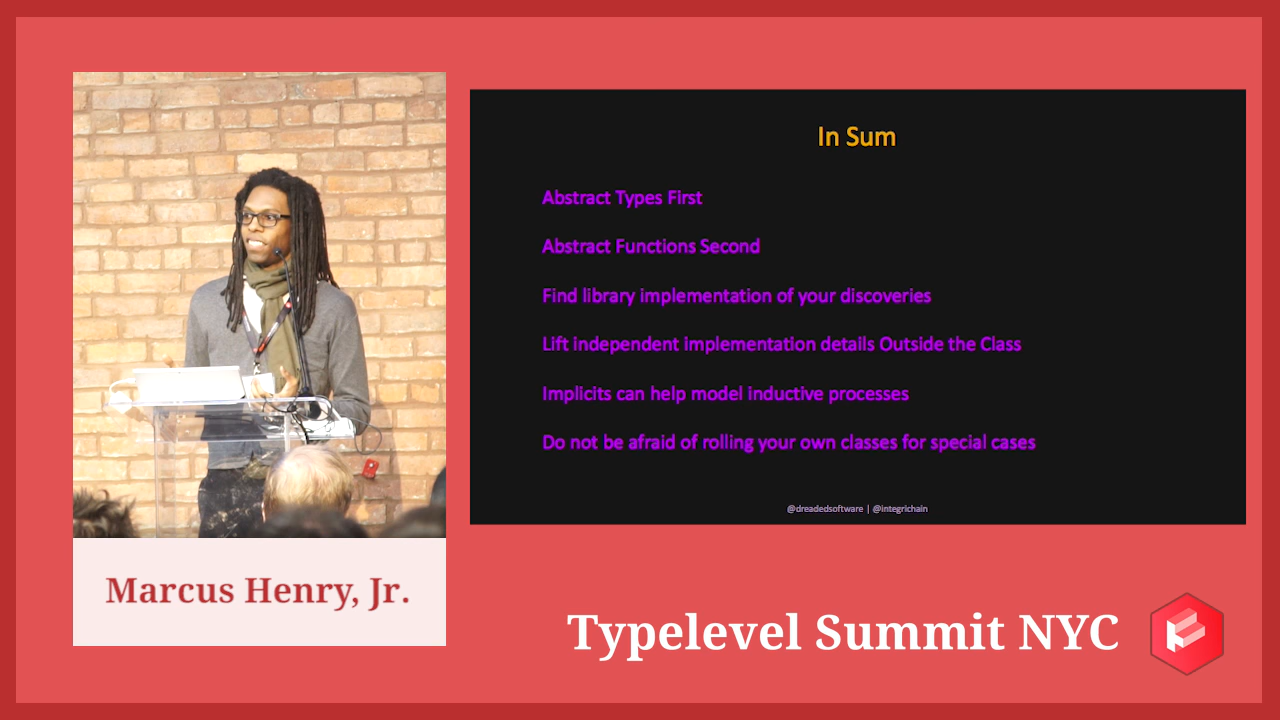 In Sum
Abstract Types First
Abstract Functions Second
Find library implementation of your discoveries
Lift independent implementation details Outside the Class
Implicits can help model inductive processes
Do not be afraid of rolling your own classes for special cases
@dreadedsoftware | @integrichain
Marcus Henry, Jr.
Typelevel Summit NYC